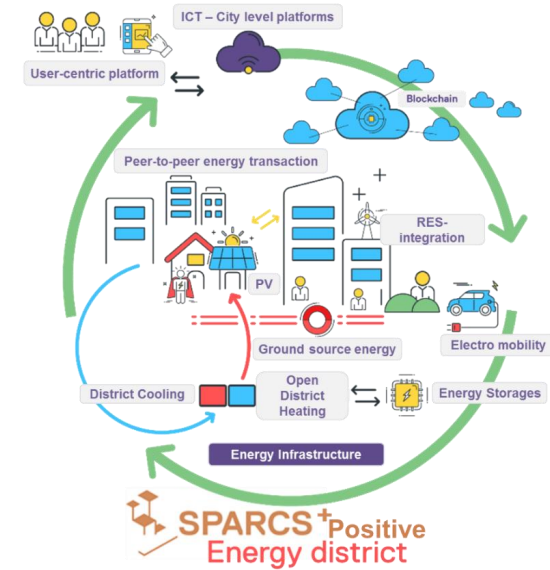 ICT – City level platforms
User-centric platform
Blockchain
Peer-to-peer energy transaction
RES-
integration
PV
Ground source energy
Electro mobility
District Cooling
Open
District
Heating
Energy Storages
Energy Infrastructure
SPARCS+Positive
Energy district